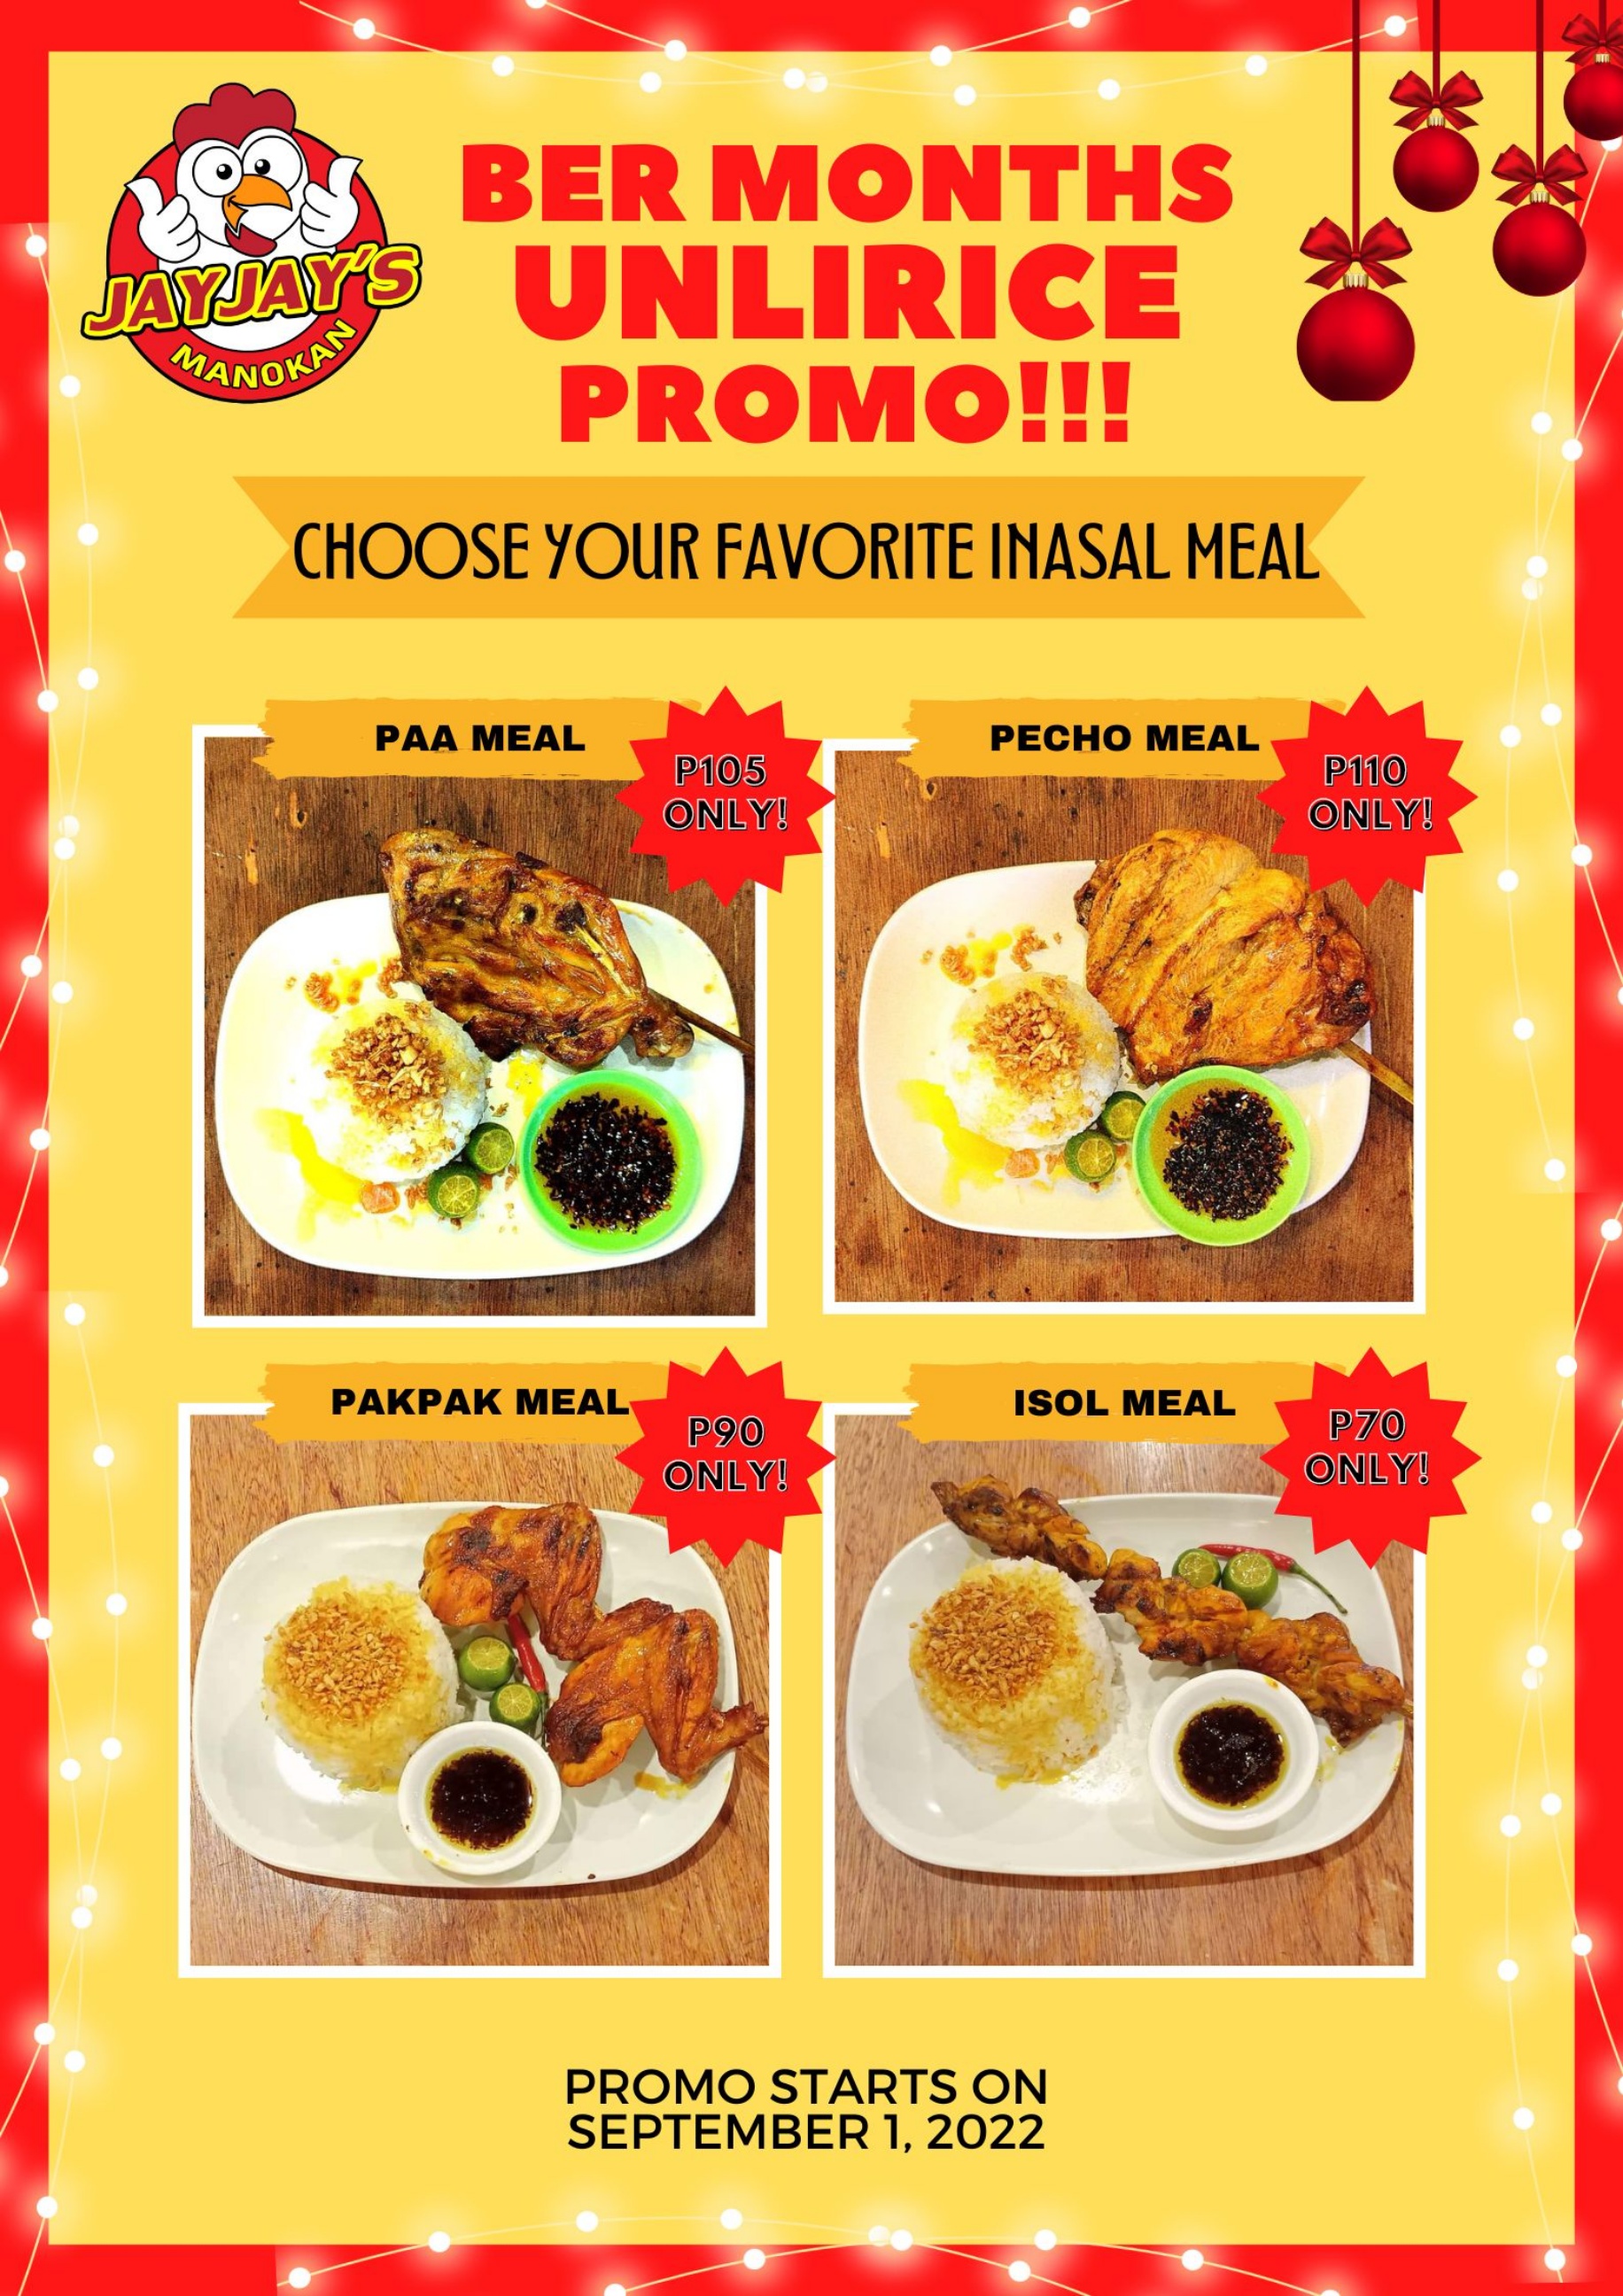 JAYJAY'S
MANOKAN
BER MONTHS
UNLIRICE
PROMO!!!
CHOOSE YOUR FAVORITE INASAL MEAL
PAA MEAL
P105
ONLY!
PECHO MEAL
P110
ONLY!
PAKPAK MEAL
P90
ONLY!
ISOL MEAL
P70
ONLY!
PROMO STARTS ON
SEPTEMBER 1, 2022